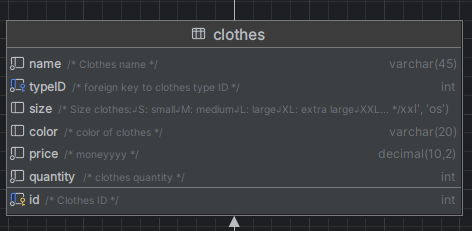 clothes
name /* Clothes name */ varchar(45)
typeID /* foreign key to clothes type ID */ int
size /* Size clothes:↲S: small↲M: medium↲L: large↲XL: extra large↲XXL... */xxl', 'os')
color /* color of clothes */ varchar(20)
price /* moneyyyy */ decimal(10,2)
quantity /* clothes quantity */ int
id /* Clothes ID */ int